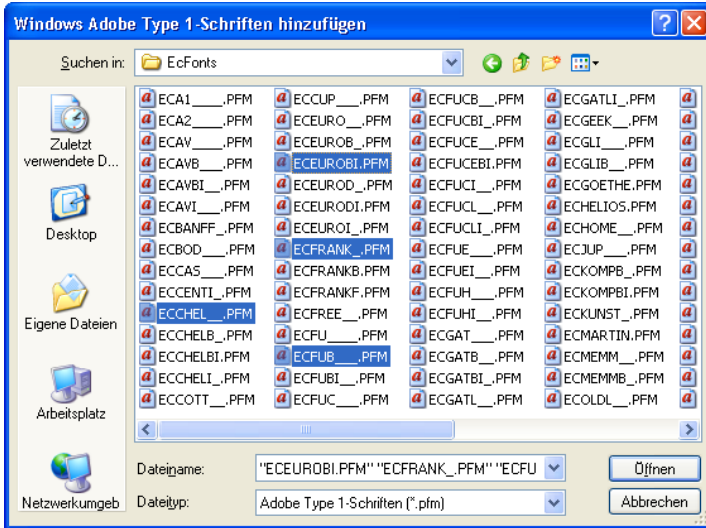 Windows Adobe Type 1-Schriften hinzufügen
Suchen in: EcFonts
Zuletzt
verwendete D...
Desktop
Eigene Dateien
Arbeitsplatz
Netzwerkumgeb
ECA1____.PFM ECCUP___.PFM ECFUCB__.PFM ECGATLI_.PFM
ECA2____.PFM ECEURO__.PFM ECFUCBI_.PFM ECGEEK__.PFM
ECAV____.PFM ECEUROB_.PFM ECFUCE__.PFM ECGLI___.PFM
ECAVB___.PFM ECEUROBI.PFM ECFUCEBI.PFM ECGLIB__.PFM
ECAVBI__.PFM ECEUROD_.PFM ECFUCI__.PFM ECGOETHE.PFM
ECAVI___.PFM ECEURODI.PFM ECFUCL__.PFM ECHELIOS.PFM
ECBANFF_.PFM ECEUROI_.PFM ECFUCLI_.PFM ECHOME__.PFM
ECBOD___.PFM ECFRANK_.PFM ECFUE___.PFM ECJUP___.PFM
ECCAS___.PFM ECFRANKB.PFM ECFUEI__.PFM ECKOMPB_.PFM
ECCENTI_.PFM ECFRANKF.PFM ECFUH___.PFM ECKOMPBI.PFM
ECCHEL__.PFM ECFREE__.PFM ECFUHI__.PFM ECKUNST_.PFM
ECCHELB_.PFM ECFU____.PFM ECGAT___.PFM ECMARTIN.PFM
ECCHELBI.PFM ECFUB___.PFM ECGATB__.PFM ECMEMM__.PFM
ECCHELI_.PFM ECFUBI__.PFM ECGATBI_.PFM ECMEMMB_.PFM
ECCOTT__.PFM ECFUC___.PFM ECGATL__.PFM ECOLDL__.PFM
Dateiname: "ECEUROBI.PFM" "ECFRANK_.PFM" "ECFU Öffnen
Dateityp: Adobe Type 1-Schriften (*.pfm) Abbrechen